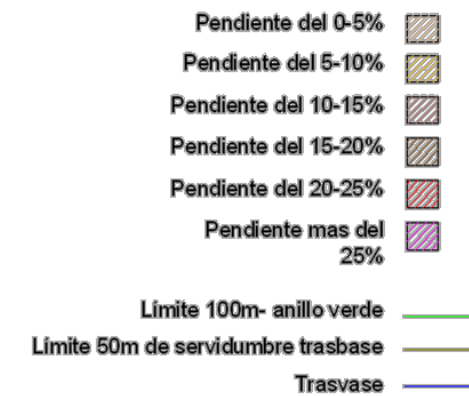 Pendiente del 0-5%
Pendiente del 5-10%
Pendiente del 10-15%
Pendiente del 15-20%
Pendiente del 20-25%
Pendiente mas del
25%
Límite 100m- anillo verde
Límite 50m de servidumbre trasbase
Trasvase